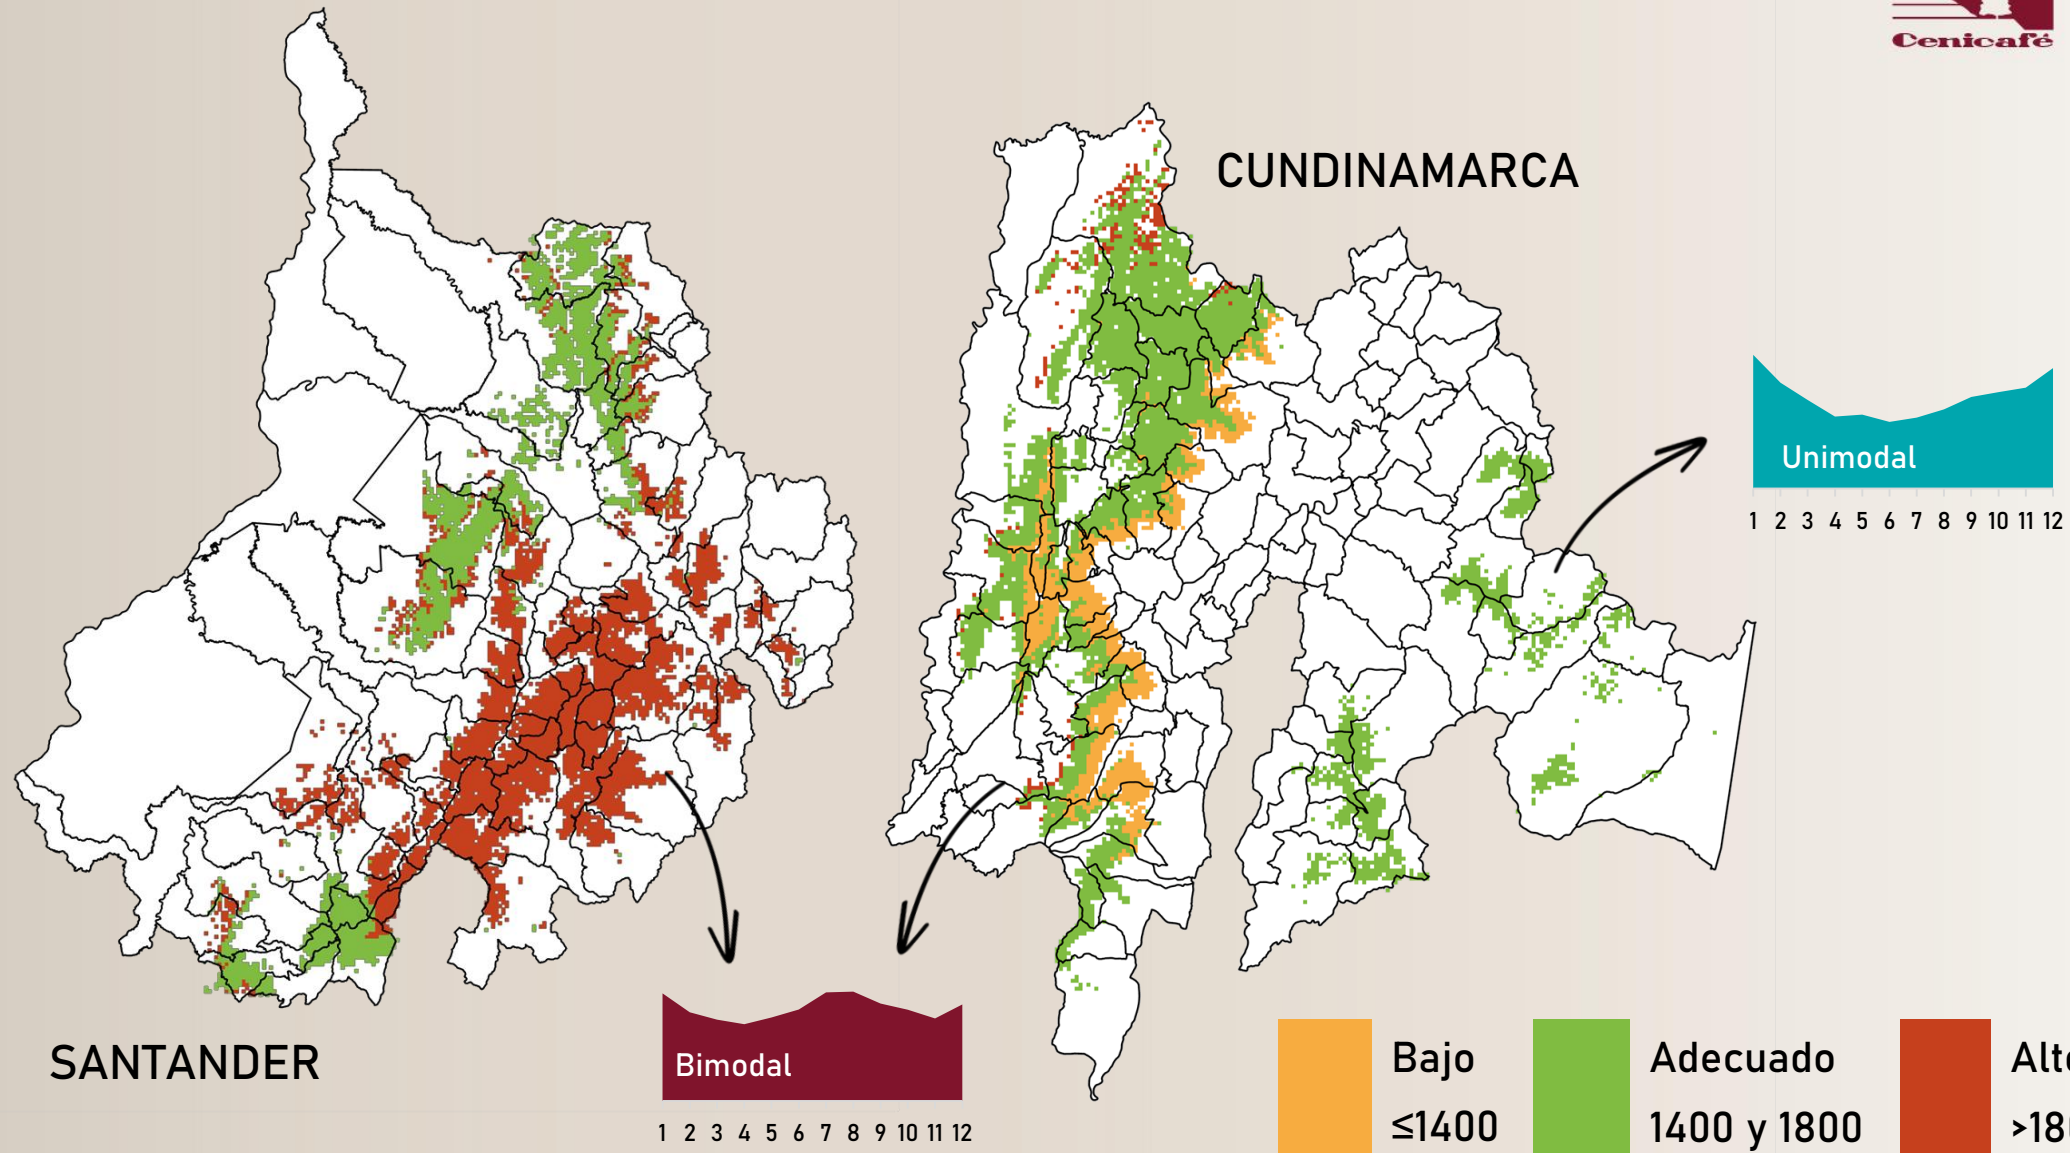 Cenicafé
CUNDINAMARCA
Unimodal
1 2 3 4 5 6 7 8 9 10 11 12
SANTANDER
Bimodal
1 2 3 4 5 6 7 8 9 10 11 12
Bajo
≤1400
Adecuado
1400 y 1800